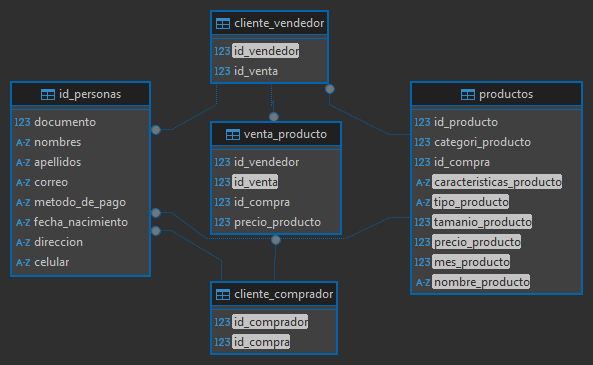 cliente_vendedor
123 id_vendedor
123 id_venta
id_personas
123 documento
A-Z nombres
A-Z apellidos
A-Z correo
A-Z metodo_de_pago
123 fecha_nacimiento
A-Z direccion
A-Z celular
venta_producto
123 id_vendedor
123 id_venta
123 id_compra
123 precio_producto
productos
123 id_producto
123 categori_producto
123 id_compra
A-Z caracteristicas_producto
A-Z tipo_producto
123 tamanio_producto
123 precio_producto
123 mes_producto
A-Z nombre_producto
cliente_comprador
123 id_comprador
123 id_compra